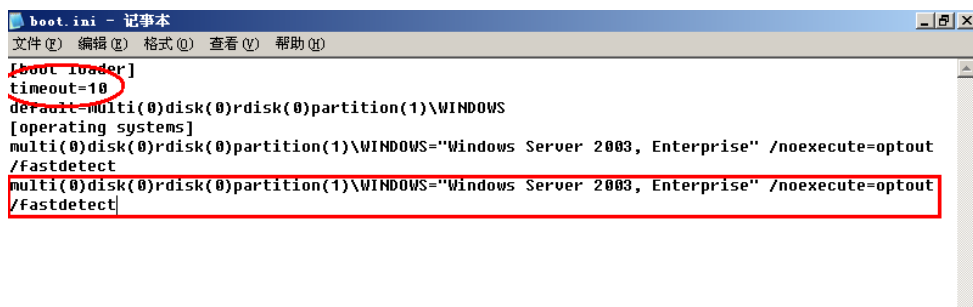 boot.ini - 记事本
文件(F) 编辑(E) 格式(O) 查看(V) 帮助(H)
[boot loader]
timeout=10
default=multi(0)disk(0)rdisk(0)partition(1)\WINDOWS
[operating systems]
multi(0)disk(0)rdisk(0)partition(1)\WINDOWS="Windows Server 2003, Enterprise" /noexecute=optout
/fastdetect
multi(0)disk(0)rdisk(0)partition(1)\WINDOWS="Windows Server 2003, Enterprise" /noexecute=optout
/fastdetect